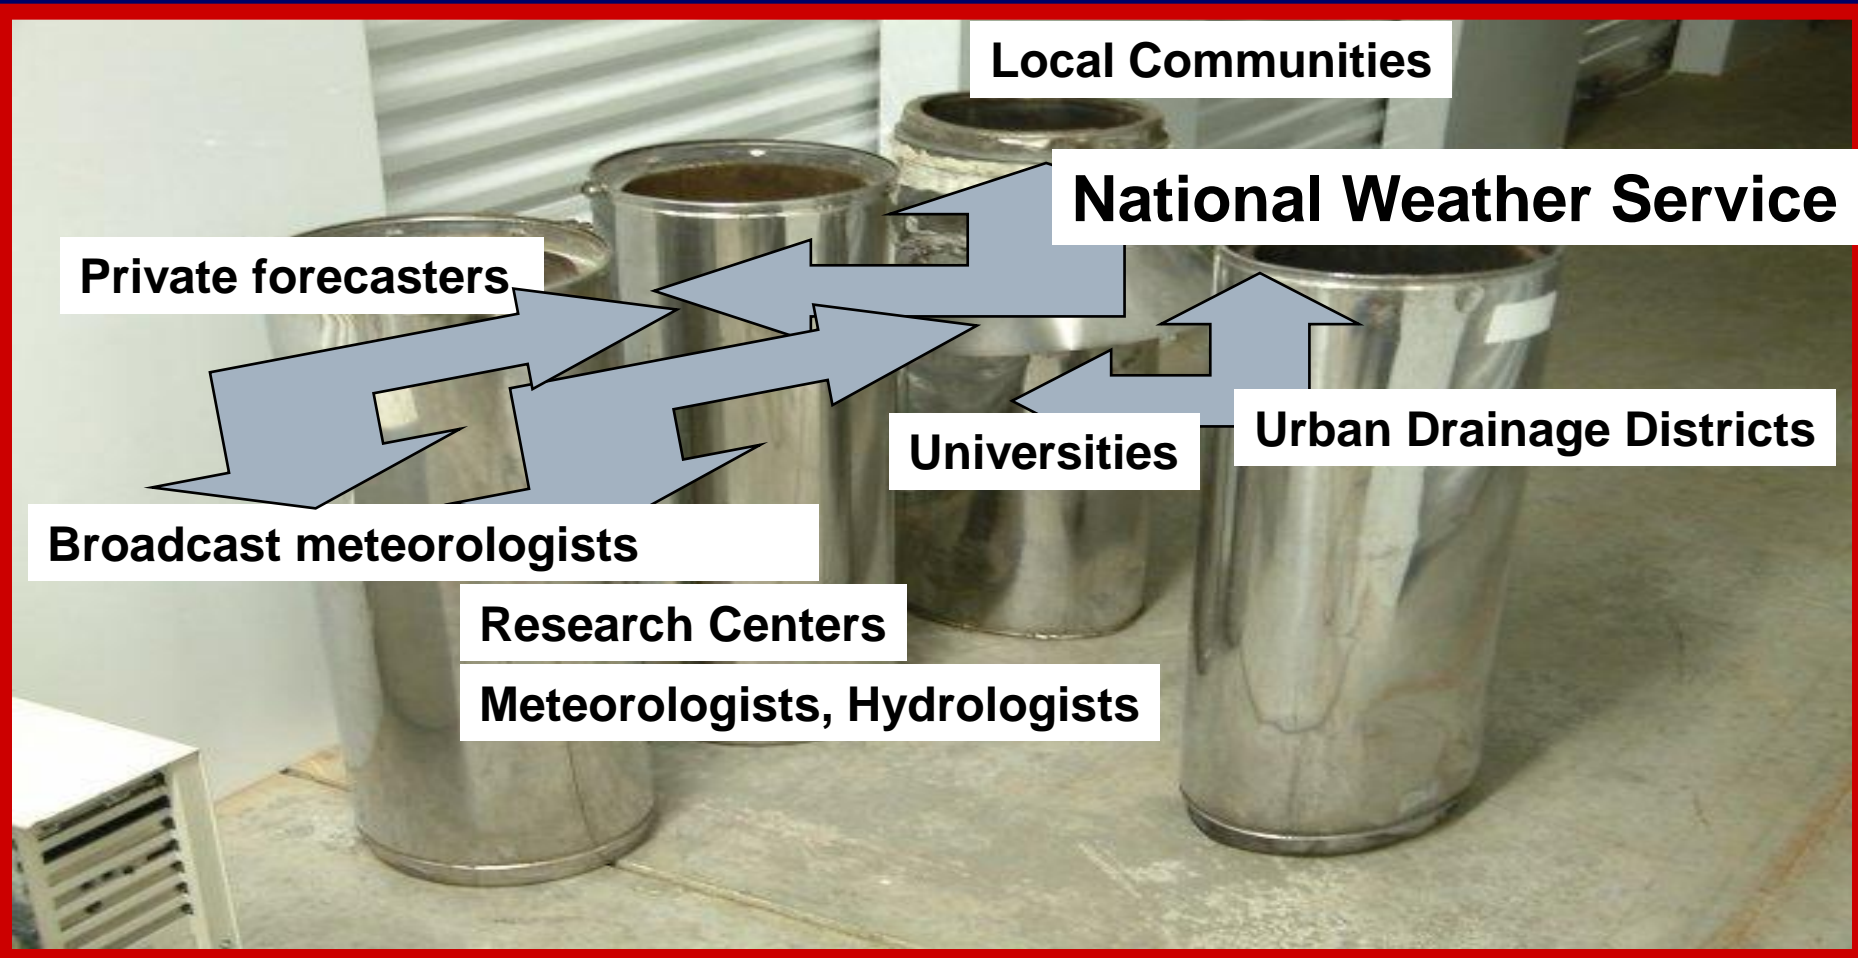 Local Communities
National Weather Service
Private forecasters
Urban Drainage Districts
Universities
Broadcast meteorologists
Research Centers
Meteorologists, Hydrologists